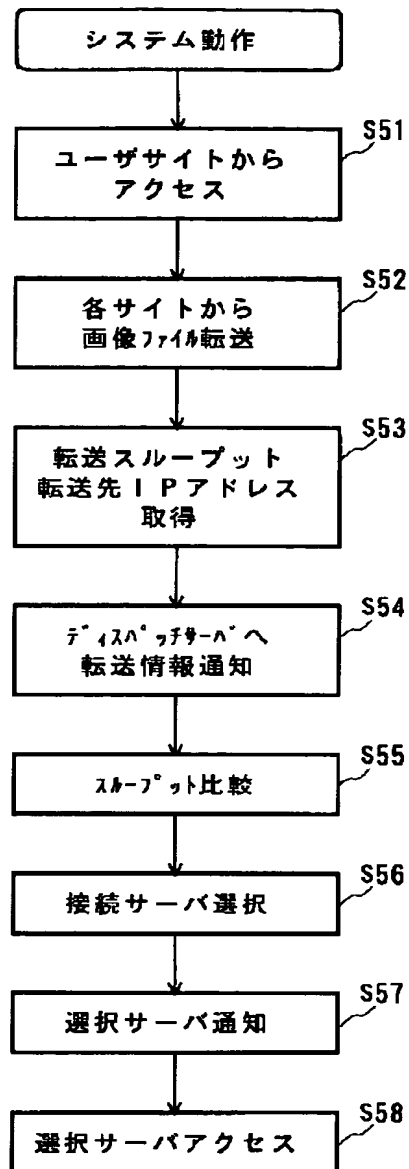 システム動作
S51
ユーザサイトから
アクセス
S52
各サイトから
画像ファイル転送
S53
転送スループット
転送先IPアドレス
取得
S54
ディスパッチサーバへ
転送情報通知
S55
スループット比較
S56
接続サーバ選択
S57
選択サーバ通知
S58
選択サーバアクセス